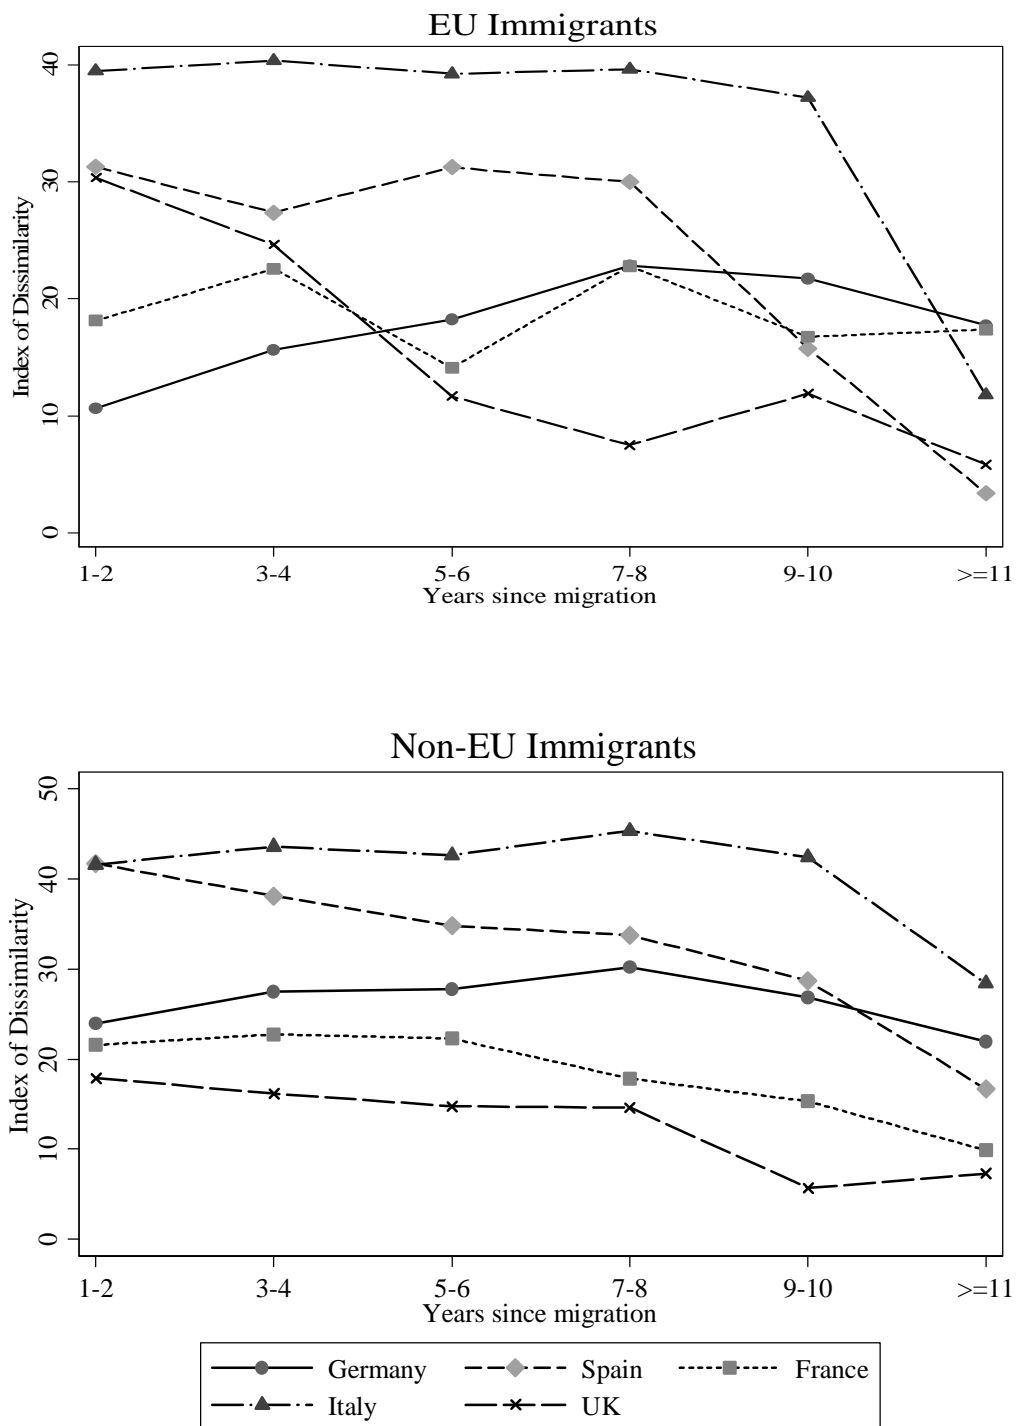 EU Immigrants
Index of Dissimilarity
40
30
20
10
0
1-2 3-4 5-6 7-8 9-10 >=11
Years since migration
Non-EU Immigrants
Index of Dissimilarity
50
40
30
20
10
0
1-2 3-4 5-6 7-8 9-10 >=11
Years since migration
Germany Spain France
Italy UK